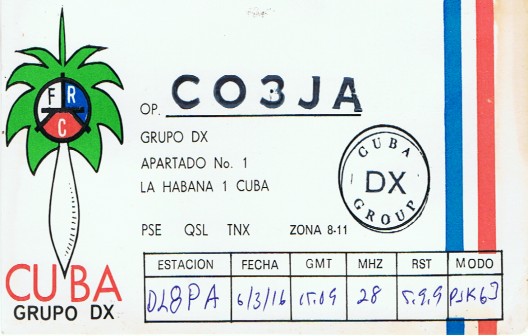 F R
C
OP. CO3JA
GRUPO DX
APARTADO No. 1
LA HABANA 1 CUBA
CUBA
DX
GROUP
PSE QSL TNX ZONA 8-11
CUBA
GRUPO DX
ESTACION FECHA GMT MHZ RST MODO
DL8PA 6/3/16 15.09 28 5.9.9 PSK63